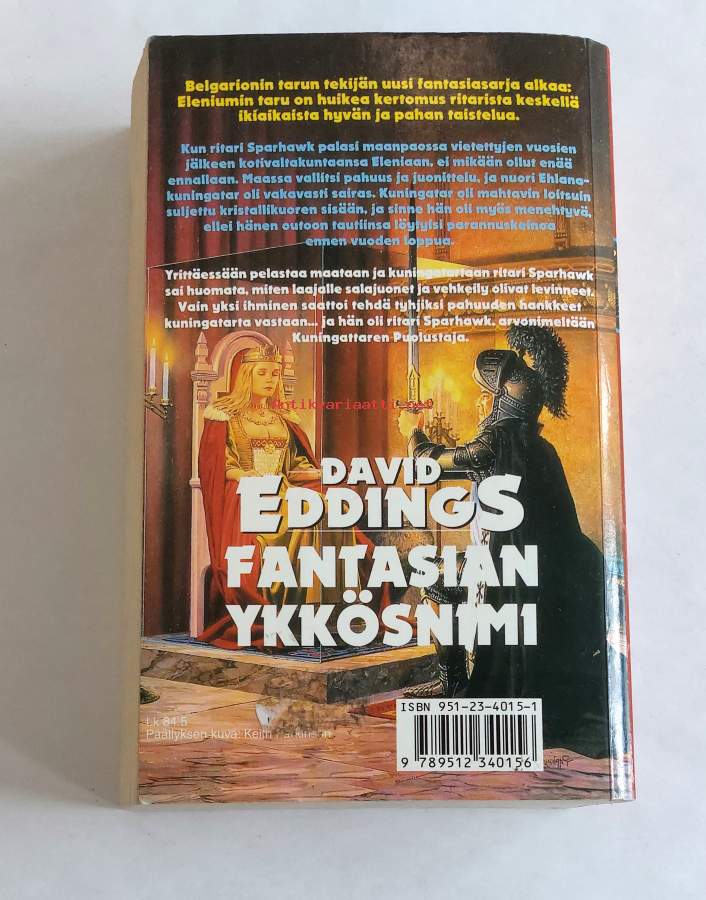 Belgarionin tarun tekijän uusi fantasiasarja alkaa:
Eleniumin taru on huikea kertomus ritarista keskellä
ikiaikaista hyvän ja pahan taistelua.
Kun ritari Sparhawk palasi maanpaossa vietettyjen vuosien
jälkeen kotivaltakuntaansa Eleniaan, ei mikään ollut enää
ennallaan. Maassa vallitsi pahuus ja juonittelu, ja nuori Ehlana-
kuningatar oli vakavasti sairas. Kuningatar oli mahtavin loitsuin
suljettu kristallikuoren sisään, ja sinne hän oli myös menehtyvä,
ellei hänen outoon tautiinsa löytyisi parannuskeinoa
ennen vuoden loppua.
Yrittäessään pelastaa maataan ja kuningatartaan ritari Sparhawk
sai huomata, miten laajalle salajuonet ja vehkeily olivat levinneet.
Vain yksi ihminen saattoi tehdä tyhjiksi pahuuden hankkeet
kuningatarta vastaan... ja hän oli ritari Sparhawk, arvonimeltään
Kuningattaren Puolustaja.
Antikvariaatti.net
DAVID
EDDINGS
FANTASIAN
YKKÖSNIMI
ISBN 951-23-4015-1
9 789512 340156
Lk 84.5
Päällyksen kuva: Keith Parkinson